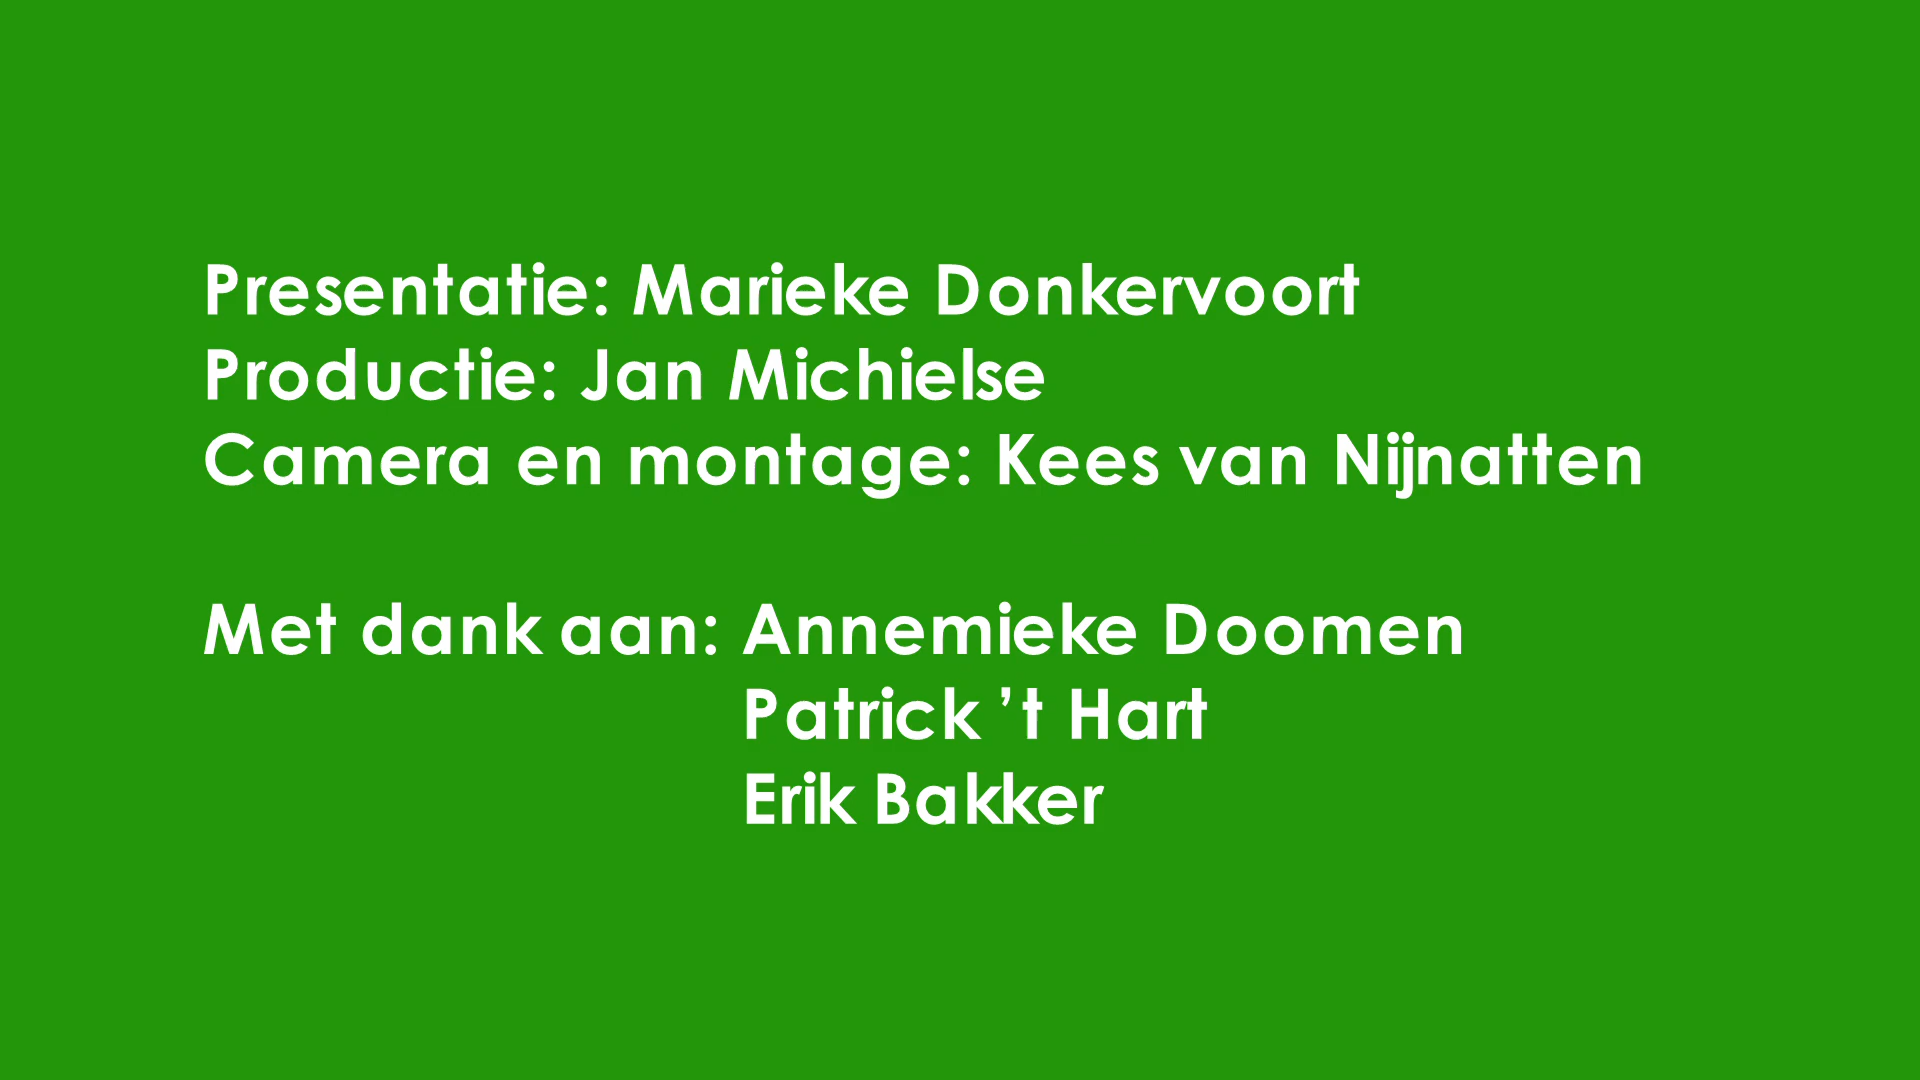 Presentatie: Marieke Donkervoort
Productie: Jan Michielse
Camera en montage: Kees van Nijnatten
Met dank aan: Annemieke Doomen
Patrick ’t Hart
Erik Bakker